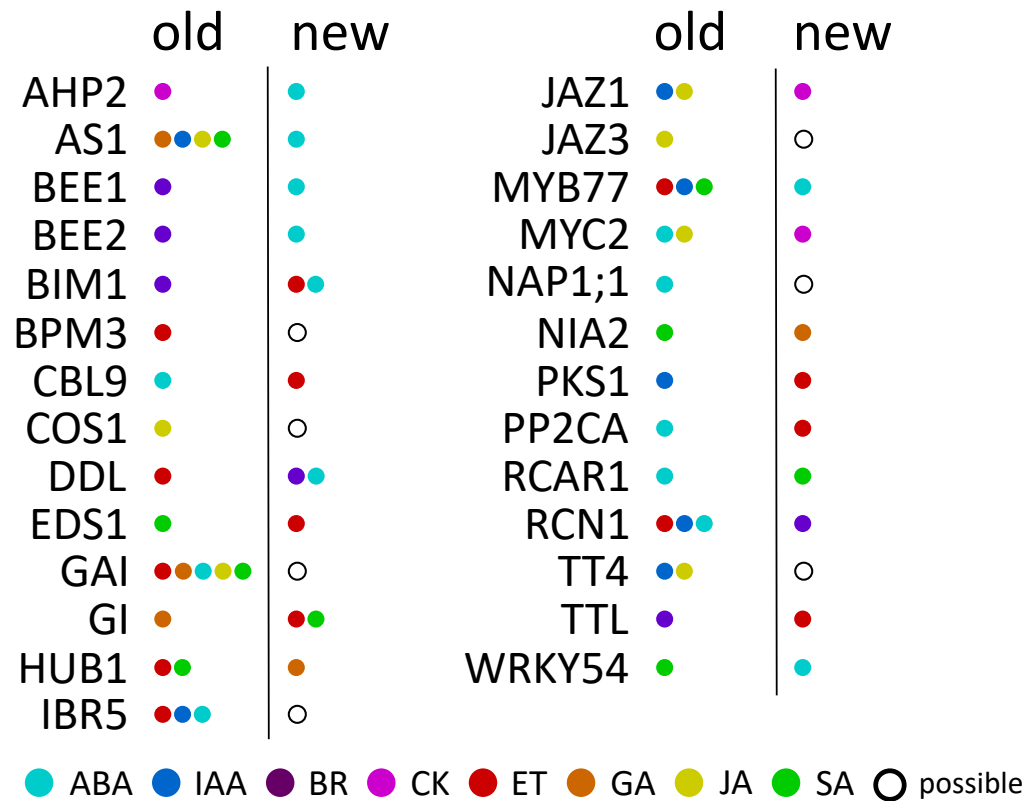 old new
AHP2
AS1
BEE1
BEE2
BIM1
BPM3
CBL9
COS1
DDL
EDS1
GAI
GI
HUB1
IBR5
old new
JAZ1
JAZ3
MYB77
MYC2
NAP1;1
NIA2
PKS1
PP2CA
RCAR1
RCN1
TT4
TTL
WRKY54
ABA IAA BR CK ET GA JA SA possible